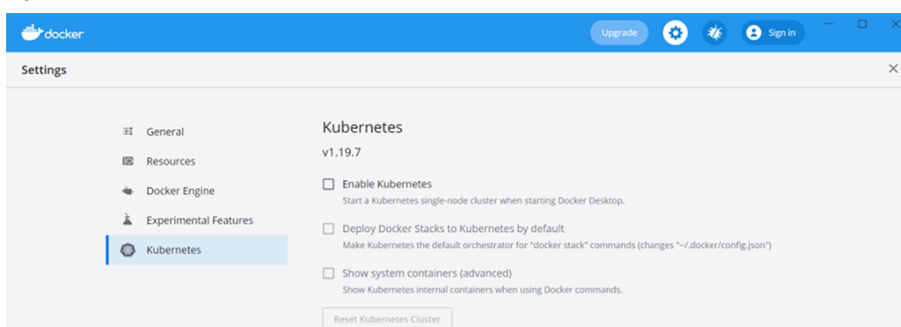 docker
Upgrade
Sign in
Settings
General
Resources
Docker Engine
Experimental Features
Kubernetes
Kubernetes
v1.19.7
Enable Kubernetes
Start a Kubernetes single-node cluster when starting Docker Desktop.
Deploy Docker Stacks to Kubernetes by default
Make Kubernetes the default orchestrator for "docker stack" commands (changes "~/.docker/config.json")
Show system containers (advanced)
Show Kubernetes internal containers when using Docker commands.
Reset Kubernetes Cluster